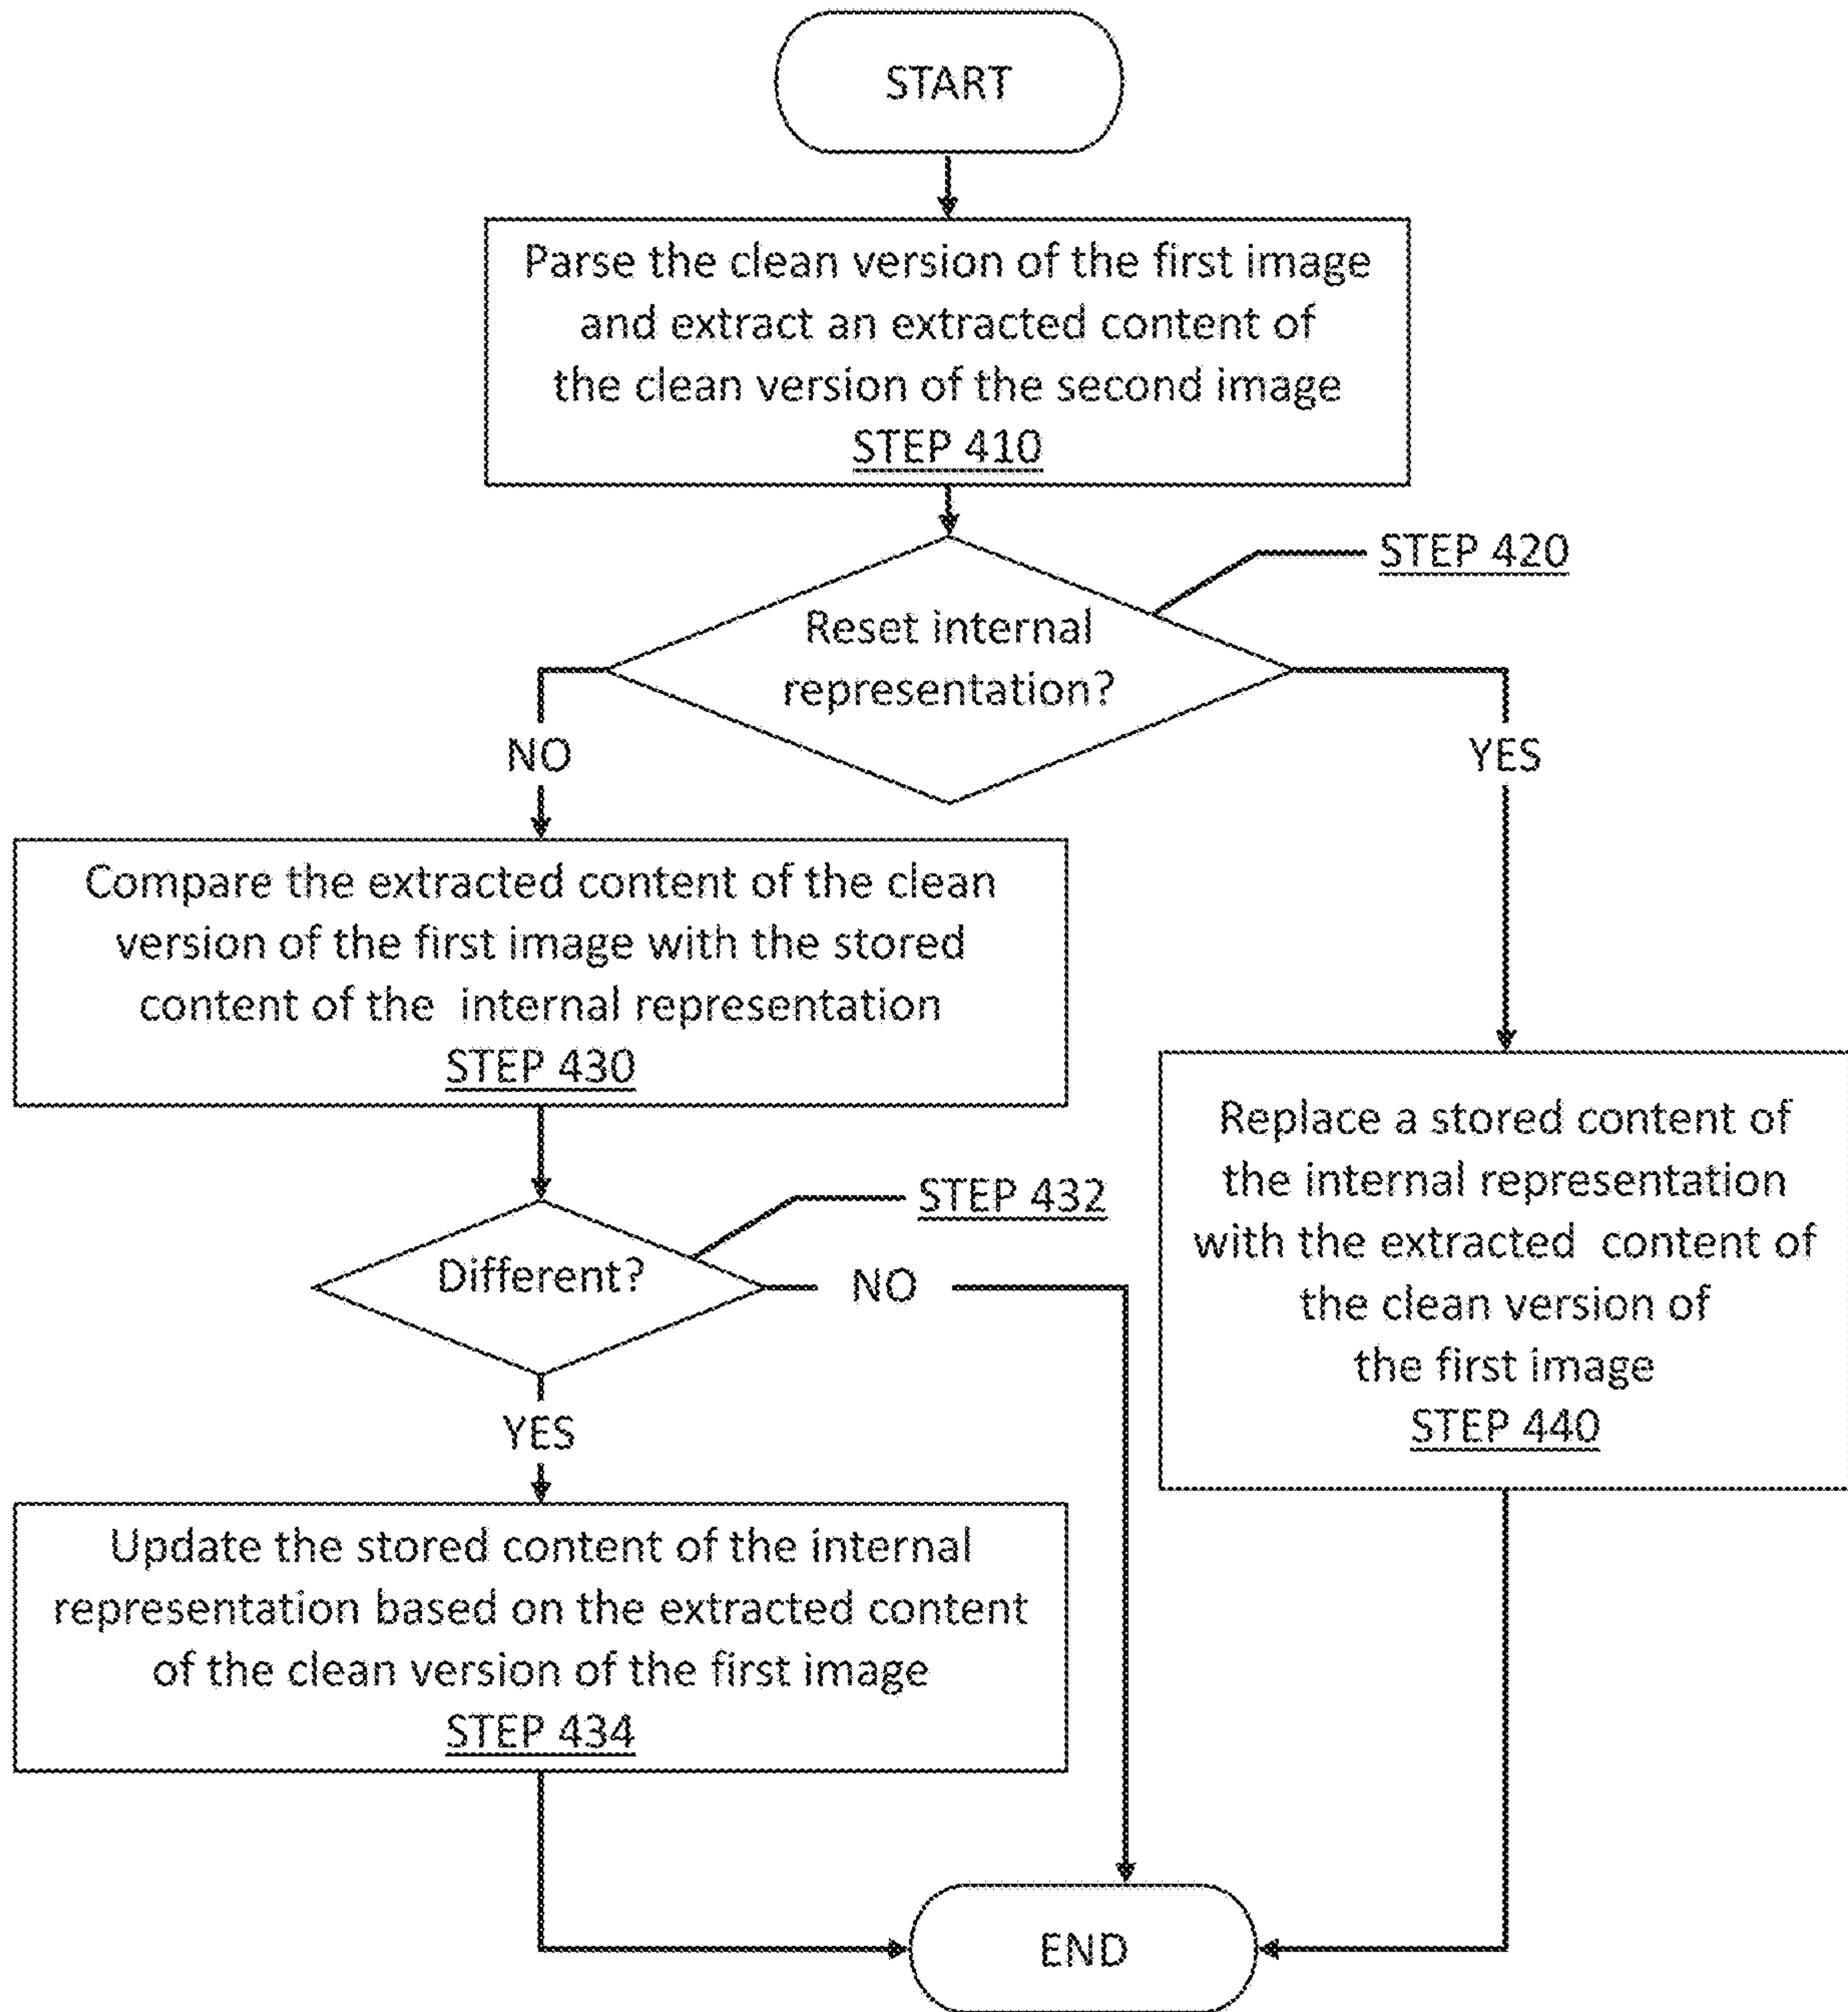 START
Parse the clean version of the first image
and extract an extracted content of
the clean version of the second image
STEP 410
STEP 420
Reset internal
representation?
NO
YES
Compare the extracted content of the clean
version of the first image with the stored
content of the internal representation
STEP 430
Replace a stored content of
the internal representation
with the extracted content of
the clean version of
the first image
STEP 440
STEP 432
Different?
NO
YES
Update the stored content of the internal
representation based on the extracted content
of the clean version of the first image
STEP 434
END